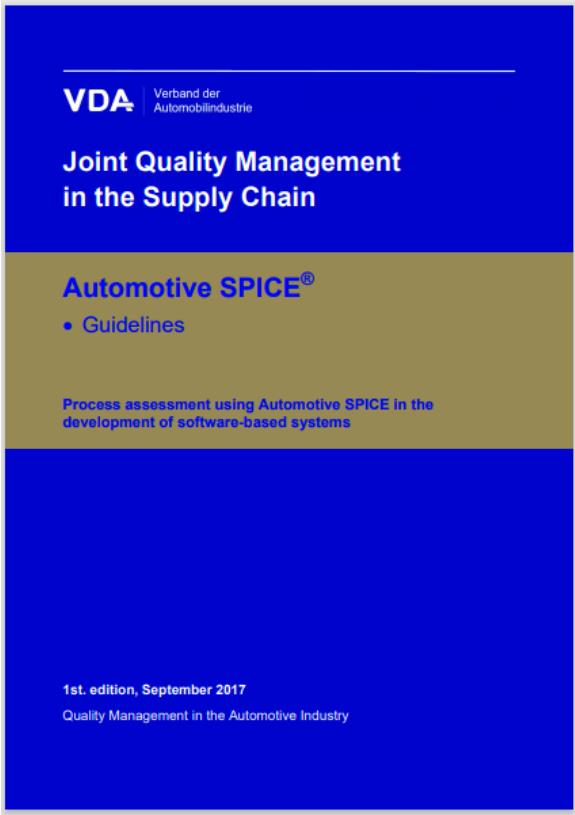 VDA
Verband der
Automobilindustrie
Joint Quality Management
in the Supply Chain
Automotive SPICE®
• Guidelines
Process assessment using Automotive SPICE in the
development of software-based systems
1st. edition, September 2017
Quality Management in the Automotive Industry